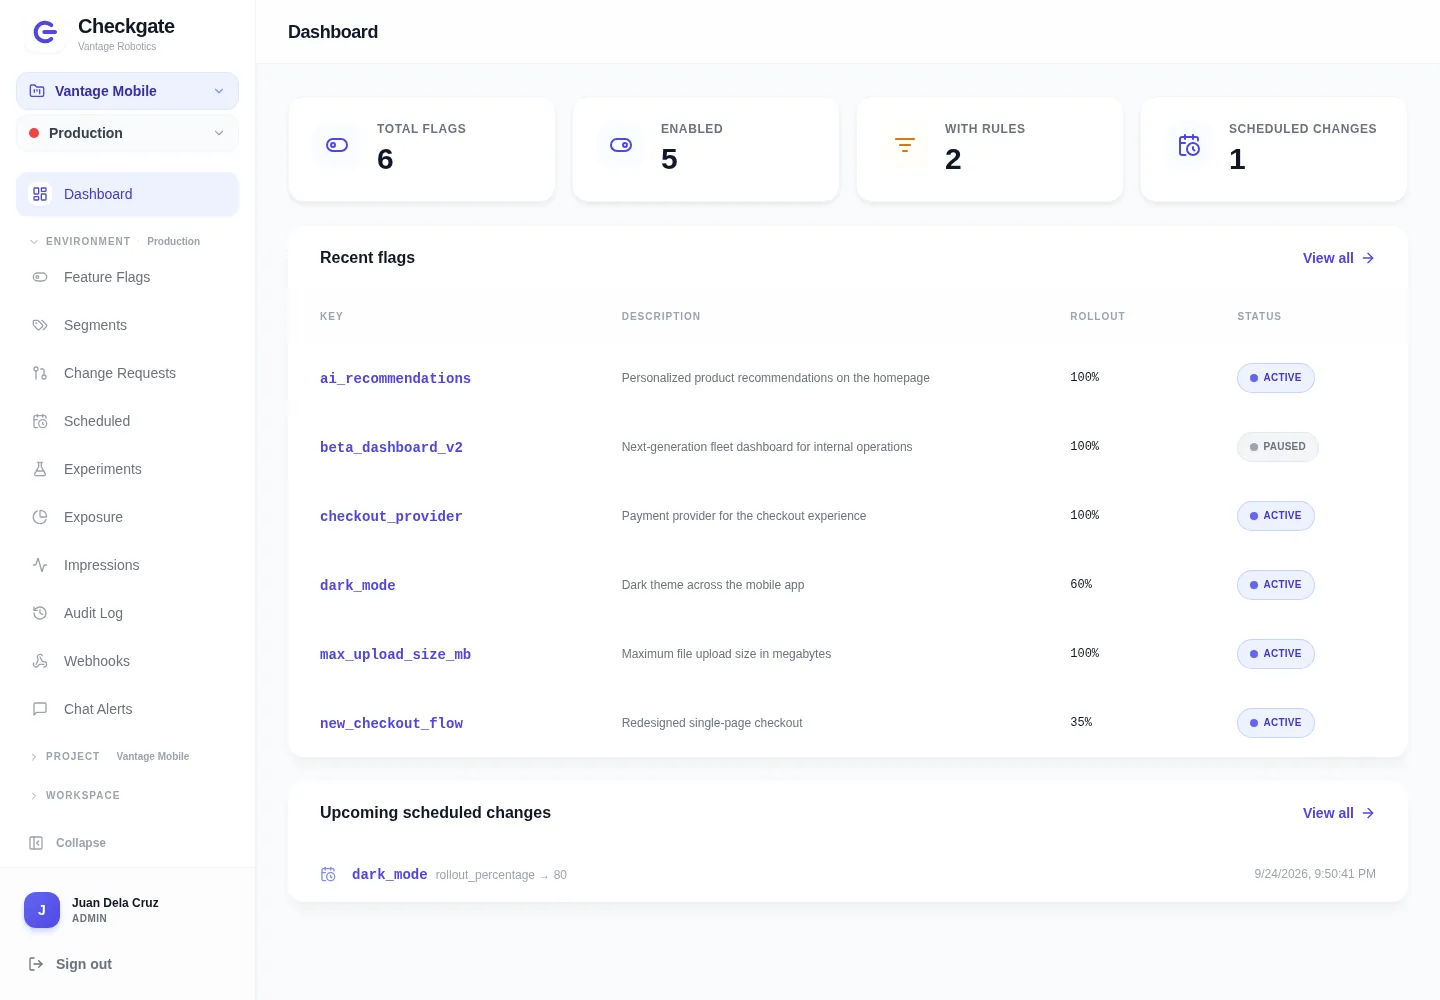 Checkgate
Vantage Robotics
Vantage Mobile
Production
Dashboard
ENVIRONMENT Production
Feature Flags
Segments
Change Requests
Scheduled
Experiments
Exposure
Impressions
Audit Log
Webhooks
Chat Alerts
PROJECT Vantage Mobile
WORKSPACE
Collapse
J
Juan Dela Cruz
ADMIN
Sign out
Dashboard
TOTAL FLAGS
6
ENABLED
5
WITH RULES
2
SCHEDULED CHANGES
1
Recent flags
View all →
KEY DESCRIPTION ROLLOUT STATUS
ai_recommendations Personalized product recommendations on the homepage 100% ACTIVE
beta_dashboard_v2 Next-generation fleet dashboard for internal operations 100% PAUSED
checkout_provider Payment provider for the checkout experience 100% ACTIVE
dark_mode Dark theme across the mobile app 60% ACTIVE
max_upload_size_mb Maximum file upload size in megabytes 100% ACTIVE
new_checkout_flow Redesigned single-page checkout 35% ACTIVE
Upcoming scheduled changes
View all →
dark_mode rollout_percentage → 80 9/24/2026, 9:50:41 PM